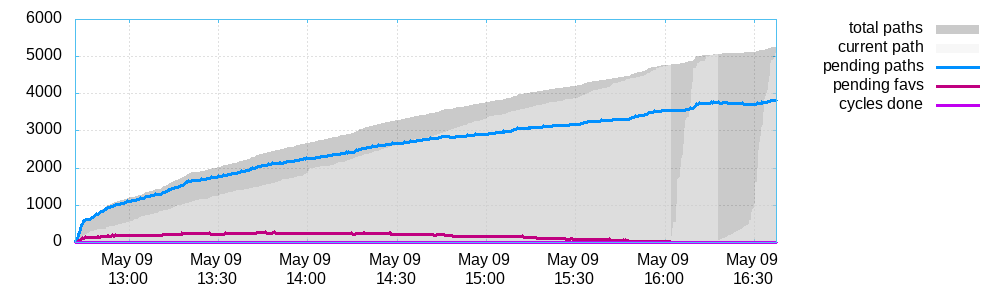 6000
5000
4000
3000
2000
1000
0
May 09 May 09 May 09 May 09 May 09 May 09 May 09 May 09
13:00 13:30 14:00 14:30 15:00 15:30 16:00 16:30
total paths
current path
pending paths
pending favs
cycles done